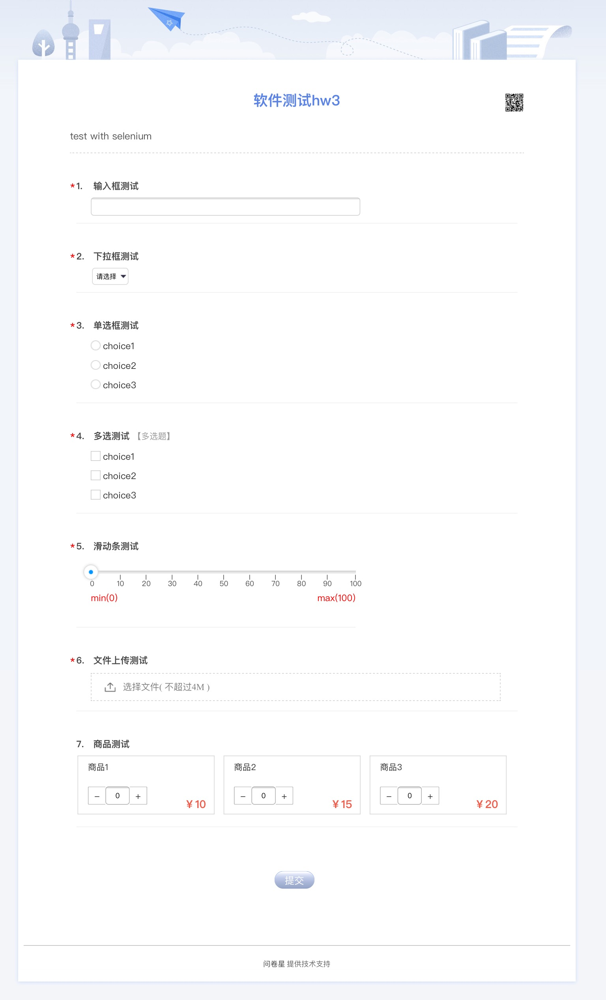 软件测试hw3
test with selenium
*1. 输入框测试
*2. 下拉框测试
请选择
*3. 单选框测试
choice1
choice2
choice3
*4. 多选测试 【多选题】
choice1
choice2
choice3
*5. 滑动条测试
0 10 20 30 40 50 60 70 80 90 100
min(0) max(100)
*6. 文件上传测试
选择文件( 不超过4M )
7. 商品测试
商品1 商品2 商品3
− 0 + − 0 + − 0 +
¥10 ¥15 ¥20
提交
问卷星 提供技术支持